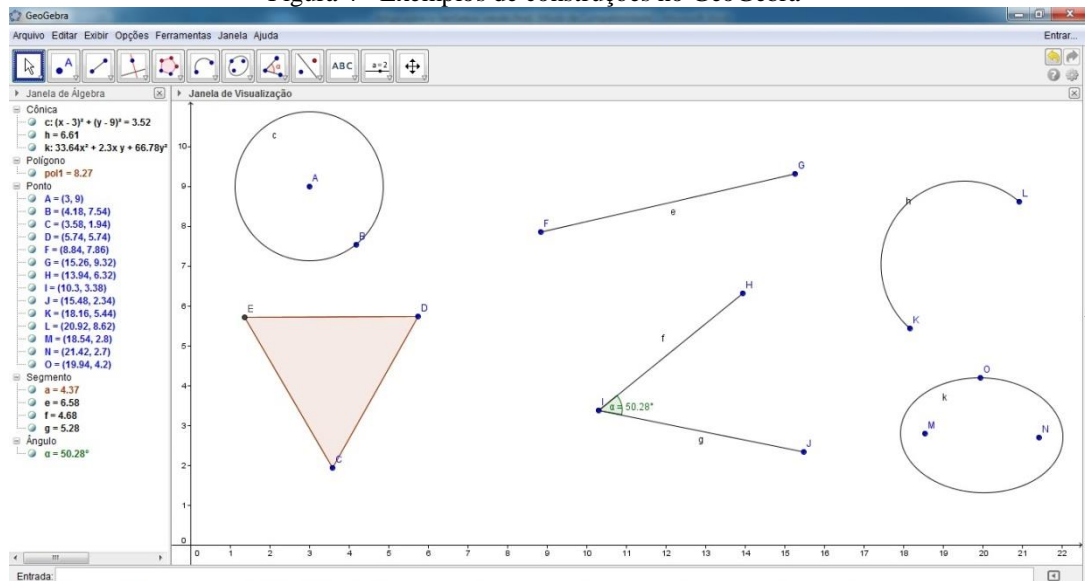 Figura 4 - Exemplos de construções no GeoGebra
GeoGebra
Arquivo Editar Exibir Opções Ferramentas Janela Ajuda
Entrar...
A
α
ABC
a=2
Janela de Álgebra
Janela de Visualização
Cônica
c: (x - 3)² + (y - 9)² = 3.52
h = 6.61
k: 33.64x² + 2.3x y + 66.78y²
Polígono
pol1 = 8.27
Ponto
A = (3, 9)
B = (4.18, 7.54)
C = (3.58, 1.94)
D = (5.74, 5.74)
F = (8.84, 7.86)
G = (15.26, 9.32)
H = (13.94, 6.32)
I = (10.3, 3.38)
J = (15.48, 2.34)
K = (18.16, 5.44)
L = (20.92, 8.62)
M = (18.54, 2.8)
N = (21.42, 2.7)
O = (19.94, 4.2)
Segmento
a = 4.37
e = 6.58
f = 4.68
g = 5.28
Ângulo
α = 50.28°
c
A
B
E
D
C
F
G
e
H
f
I
α = 50.28°
g
J
h
L
K
O
k
M
N
10
9
8
7
6
5
4
3
2
1
0
0 1 2 3 4 5 6 7 8 9 10 11 12 13 14 15 16 17 18 19 20 21 22
Entrada: